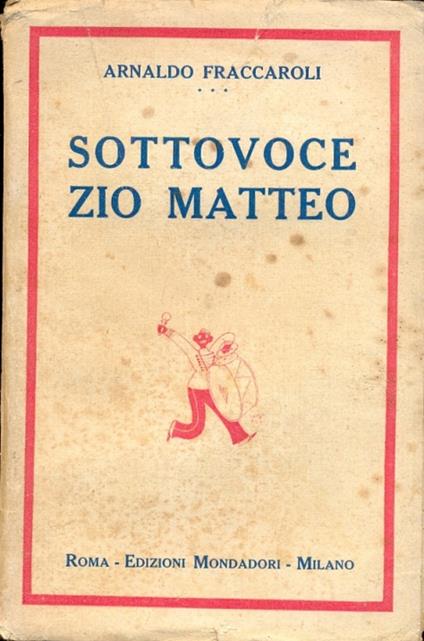 ARNALDO FRACCAROLI
• • •
SOTTOVOCE
ZIO MATTEO
ROMA - EDIZIONI MONDADORI - MILANO